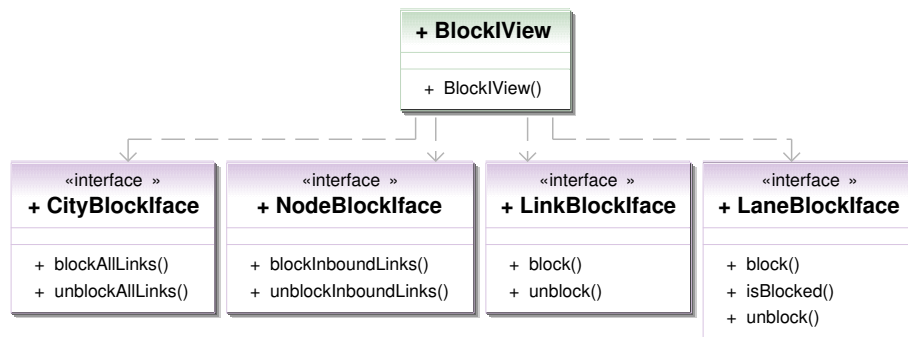 + BlockIView
+ BlockIView()
«interface »
+ CityBlockIface
+ blockAllLinks()
+ unblockAllLinks()
«interface »
+ NodeBlockIface
+ blockInboundLinks()
+ unblockInboundLinks()
«interface »
+ LinkBlockIface
+ block()
+ unblock()
«interface »
+ LaneBlockIface
+ block()
+ isBlocked()
+ unblock()